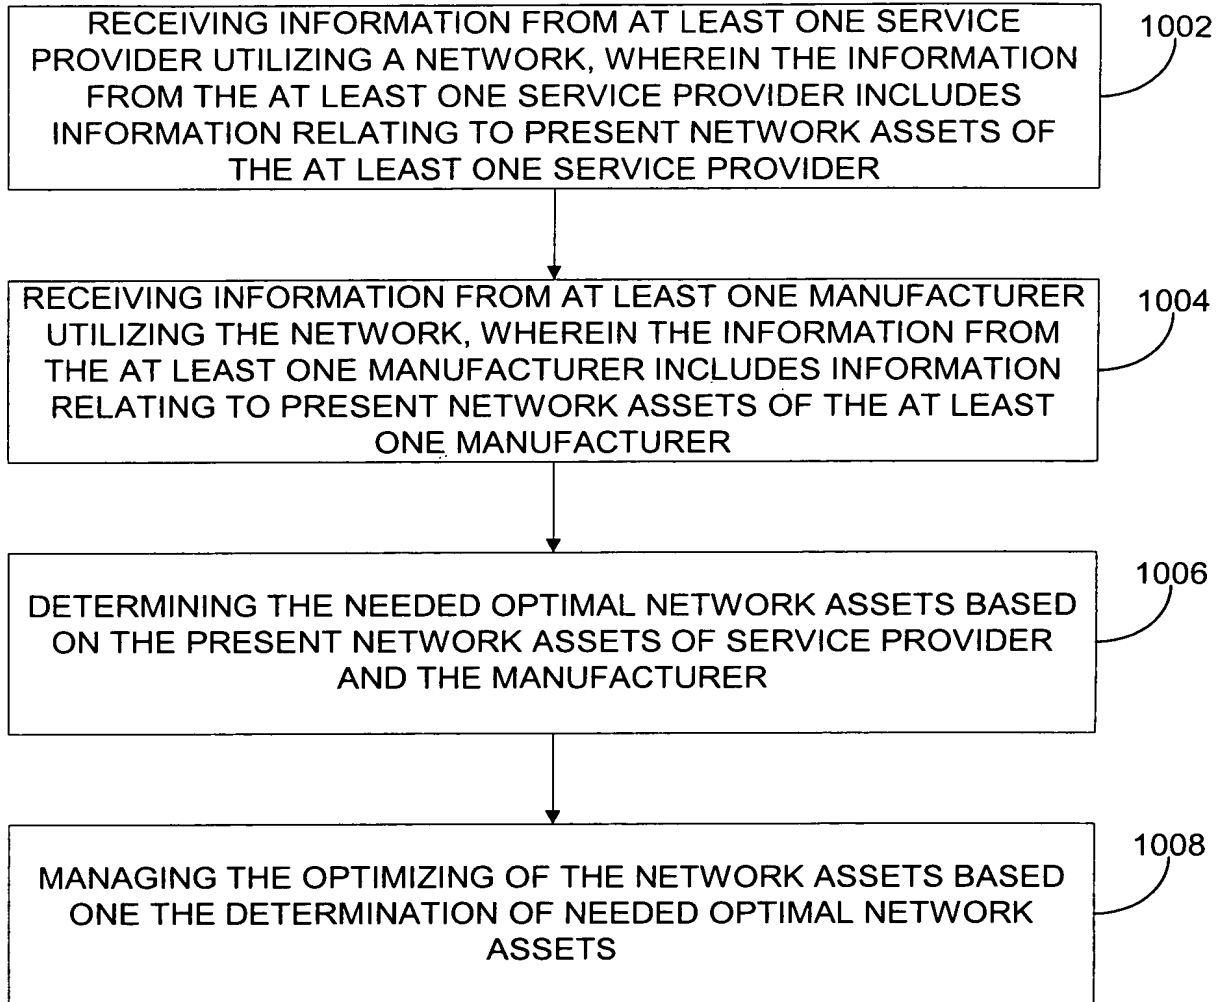 RECEIVING INFORMATION FROM AT LEAST ONE SERVICE
PROVIDER UTILIZING A NETWORK, WHEREIN THE INFORMATION
FROM THE AT LEAST ONE SERVICE PROVIDER INCLUDES
INFORMATION RELATING TO PRESENT NETWORK ASSETS OF
THE AT LEAST ONE SERVICE PROVIDER
1002
RECEIVING INFORMATION FROM AT LEAST ONE MANUFACTURER
UTILIZING THE NETWORK, WHEREIN THE INFORMATION FROM
THE AT LEAST ONE MANUFACTURER INCLUDES INFORMATION
RELATING TO PRESENT NETWORK ASSETS OF THE AT LEAST
ONE MANUFACTURER
1004
DETERMINING THE NEEDED OPTIMAL NETWORK ASSETS BASED
ON THE PRESENT NETWORK ASSETS OF SERVICE PROVIDER
AND THE MANUFACTURER
1006
MANAGING THE OPTIMIZING OF THE NETWORK ASSETS BASED
ONE THE DETERMINATION OF NEEDED OPTIMAL NETWORK
ASSETS
1008